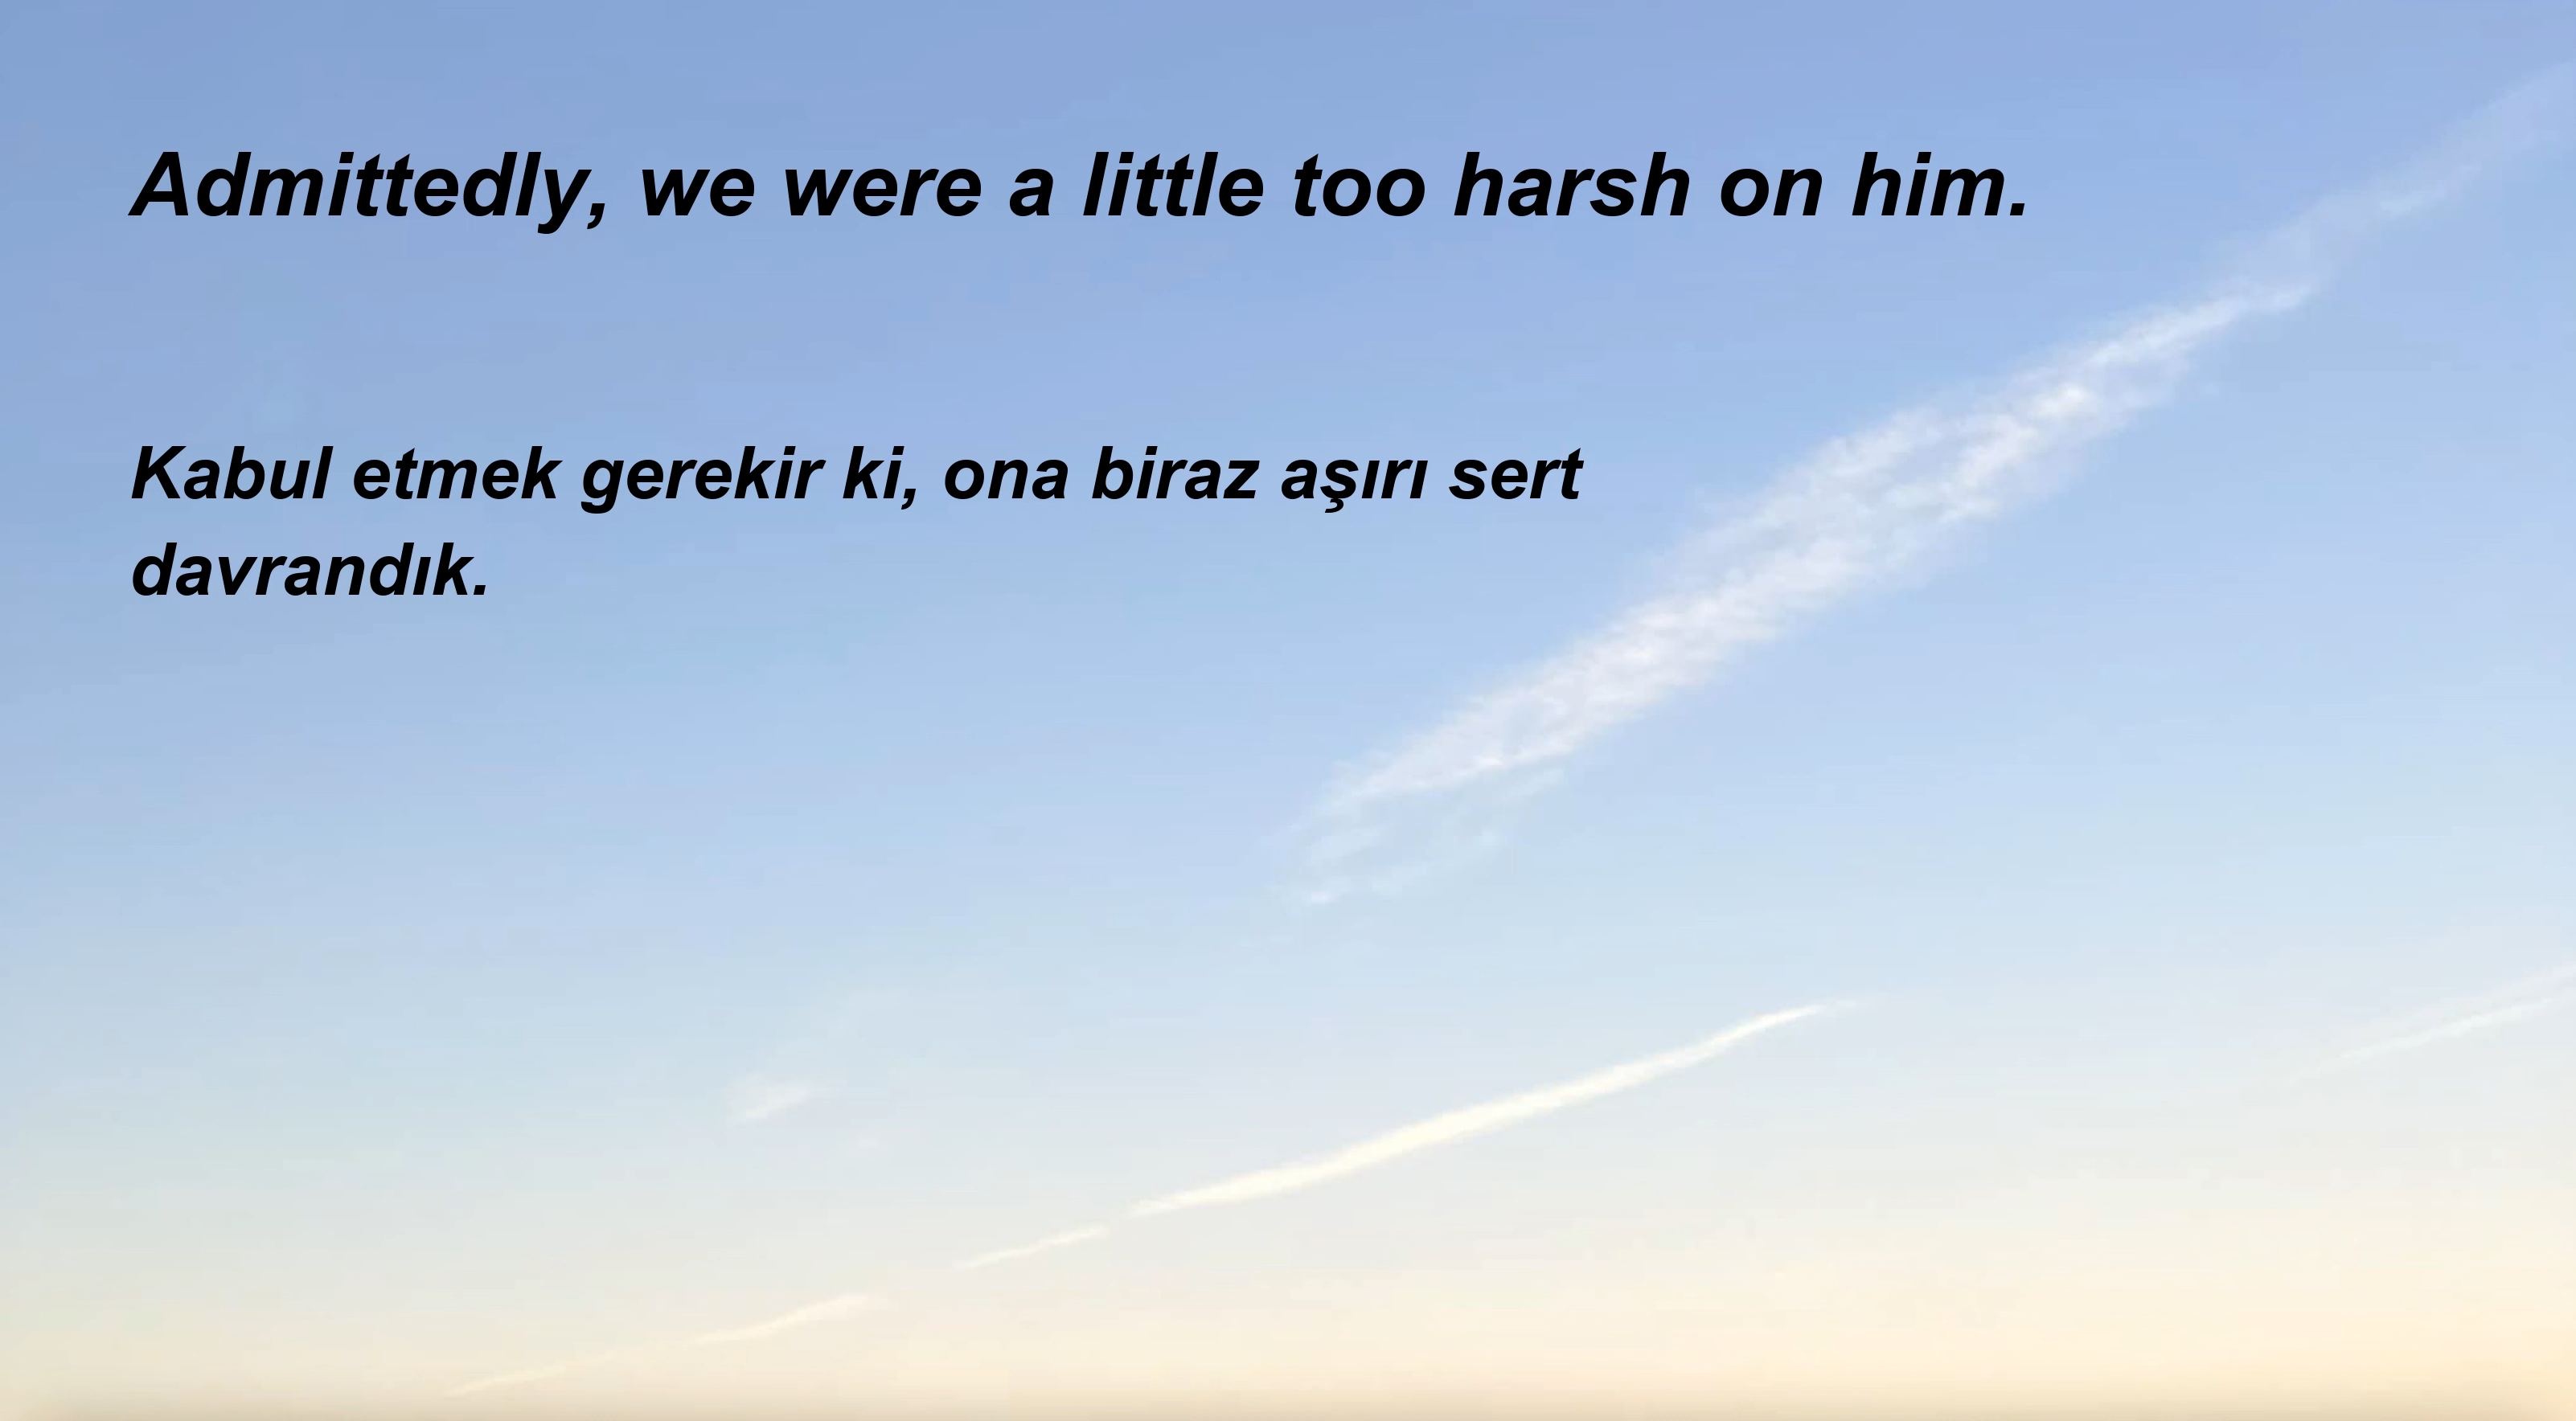 Admittedly, we were a little too harsh on him.
Kabul etmek gerekir ki, ona biraz aşırı sert
davrandık.